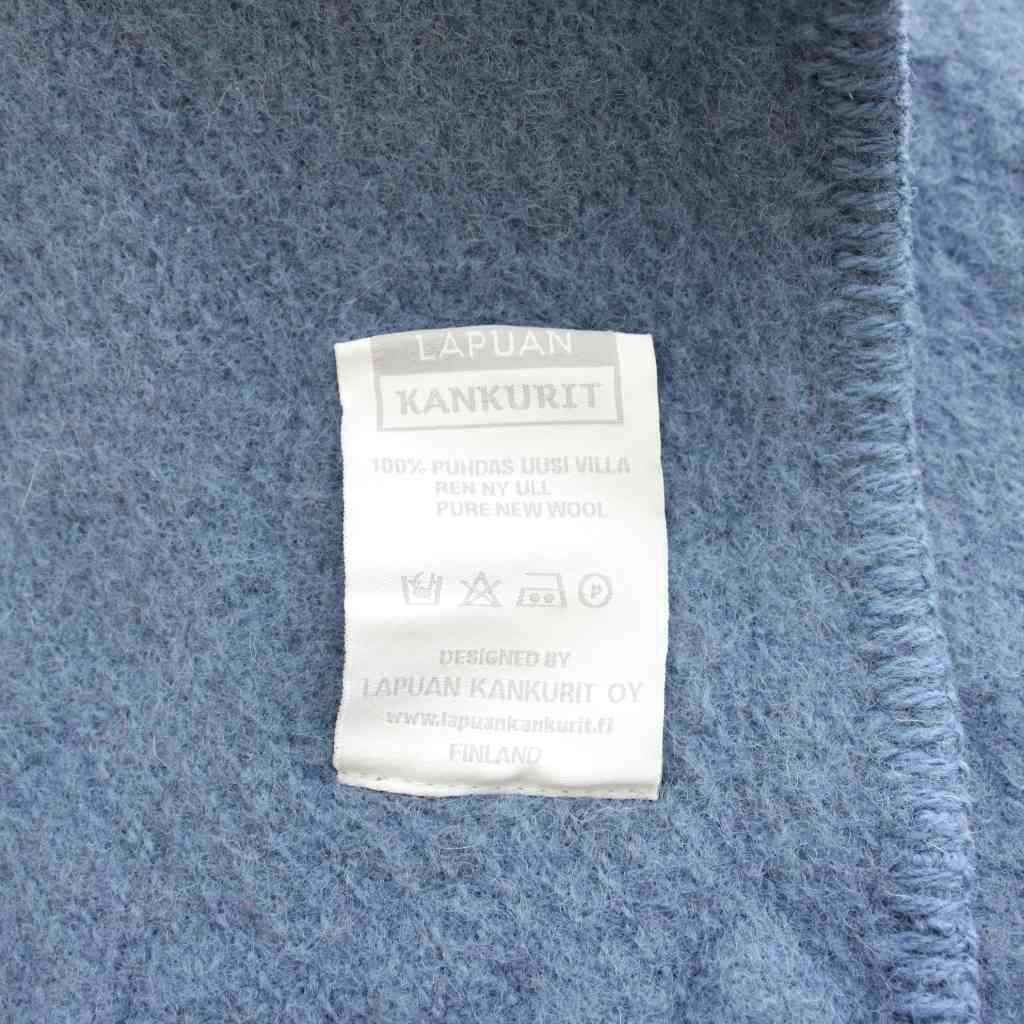 LAPUAN
KANKURIT
100% PUHDAS UUSI VILLA
REN NY ULL
PURE NEW WOOL
DESIGNED BY
LAPUAN KANKURIT OY
www.lapuankankurit.fi
FINLAND